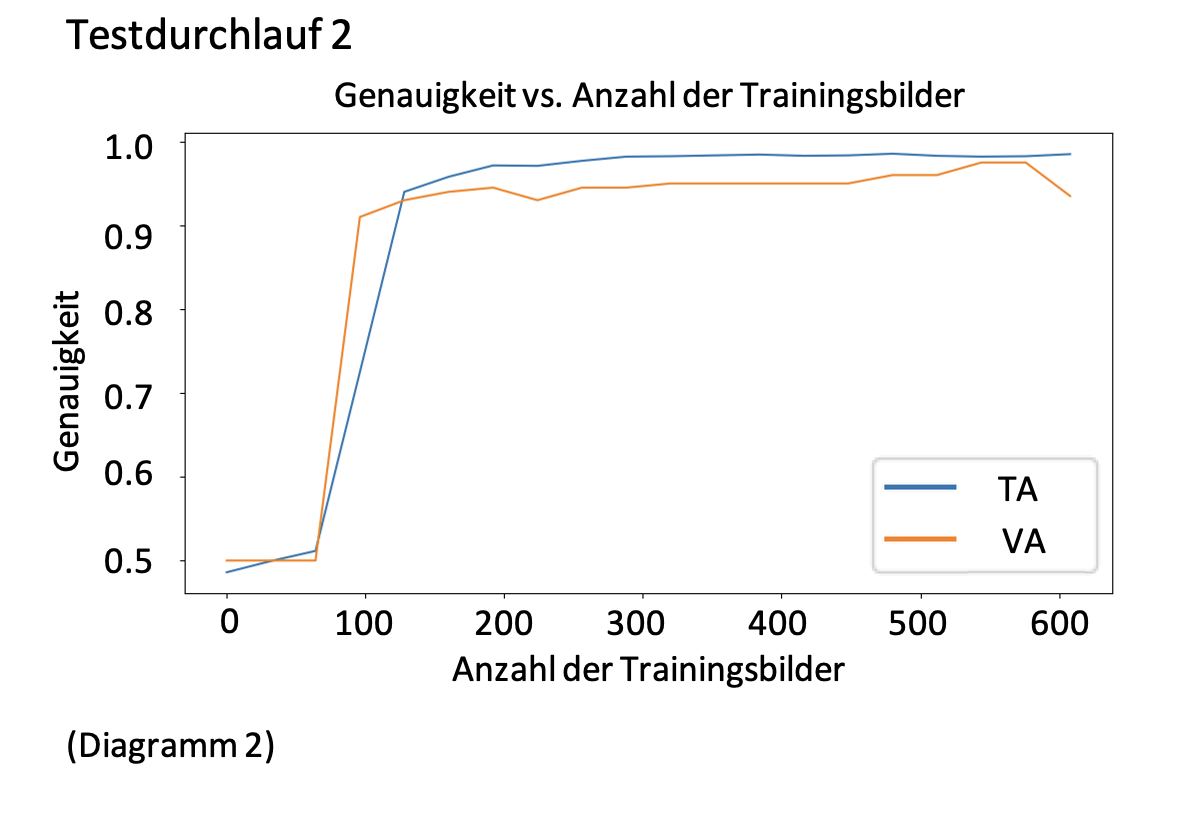 Testdurchlauf 2
Genauigkeit vs. Anzahl der Trainingsbilder
1.0
0.9
0.8
0.7
0.6
0.5
Genauigkeit
TA
VA
0 100 200 300 400 500 600
Anzahl der Trainingsbilder
(Diagramm 2)